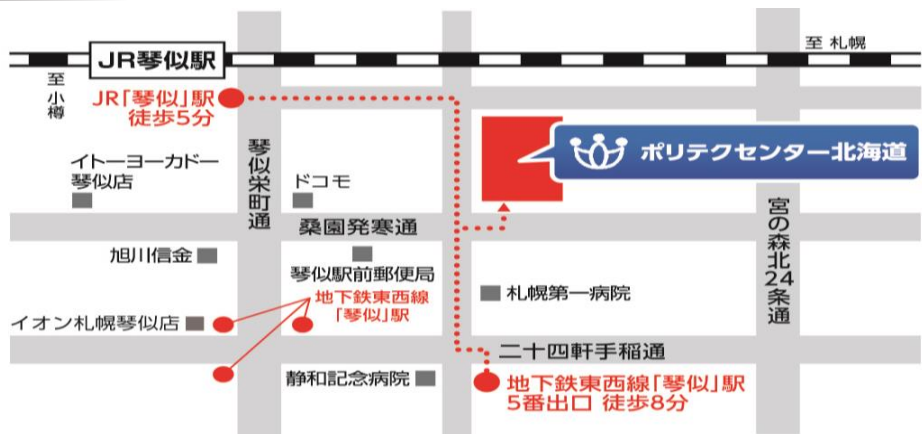 至 札幌
JR琴似駅
至
小
樽
JR「琴似」駅
徒歩5分
ポリテクセンター北海道
イトーヨーカドー
琴似店
琴似栄町通
ドコモ
桑園発寒通
宮の森北24条通
旭川信金
琴似駅前郵便局
地下鉄東西線
「琴似」駅
札幌第一病院
イオン札幌琴似店
二十四軒手稲通
静和記念病院
地下鉄東西線「琴似」駅
5番出口 徒歩8分